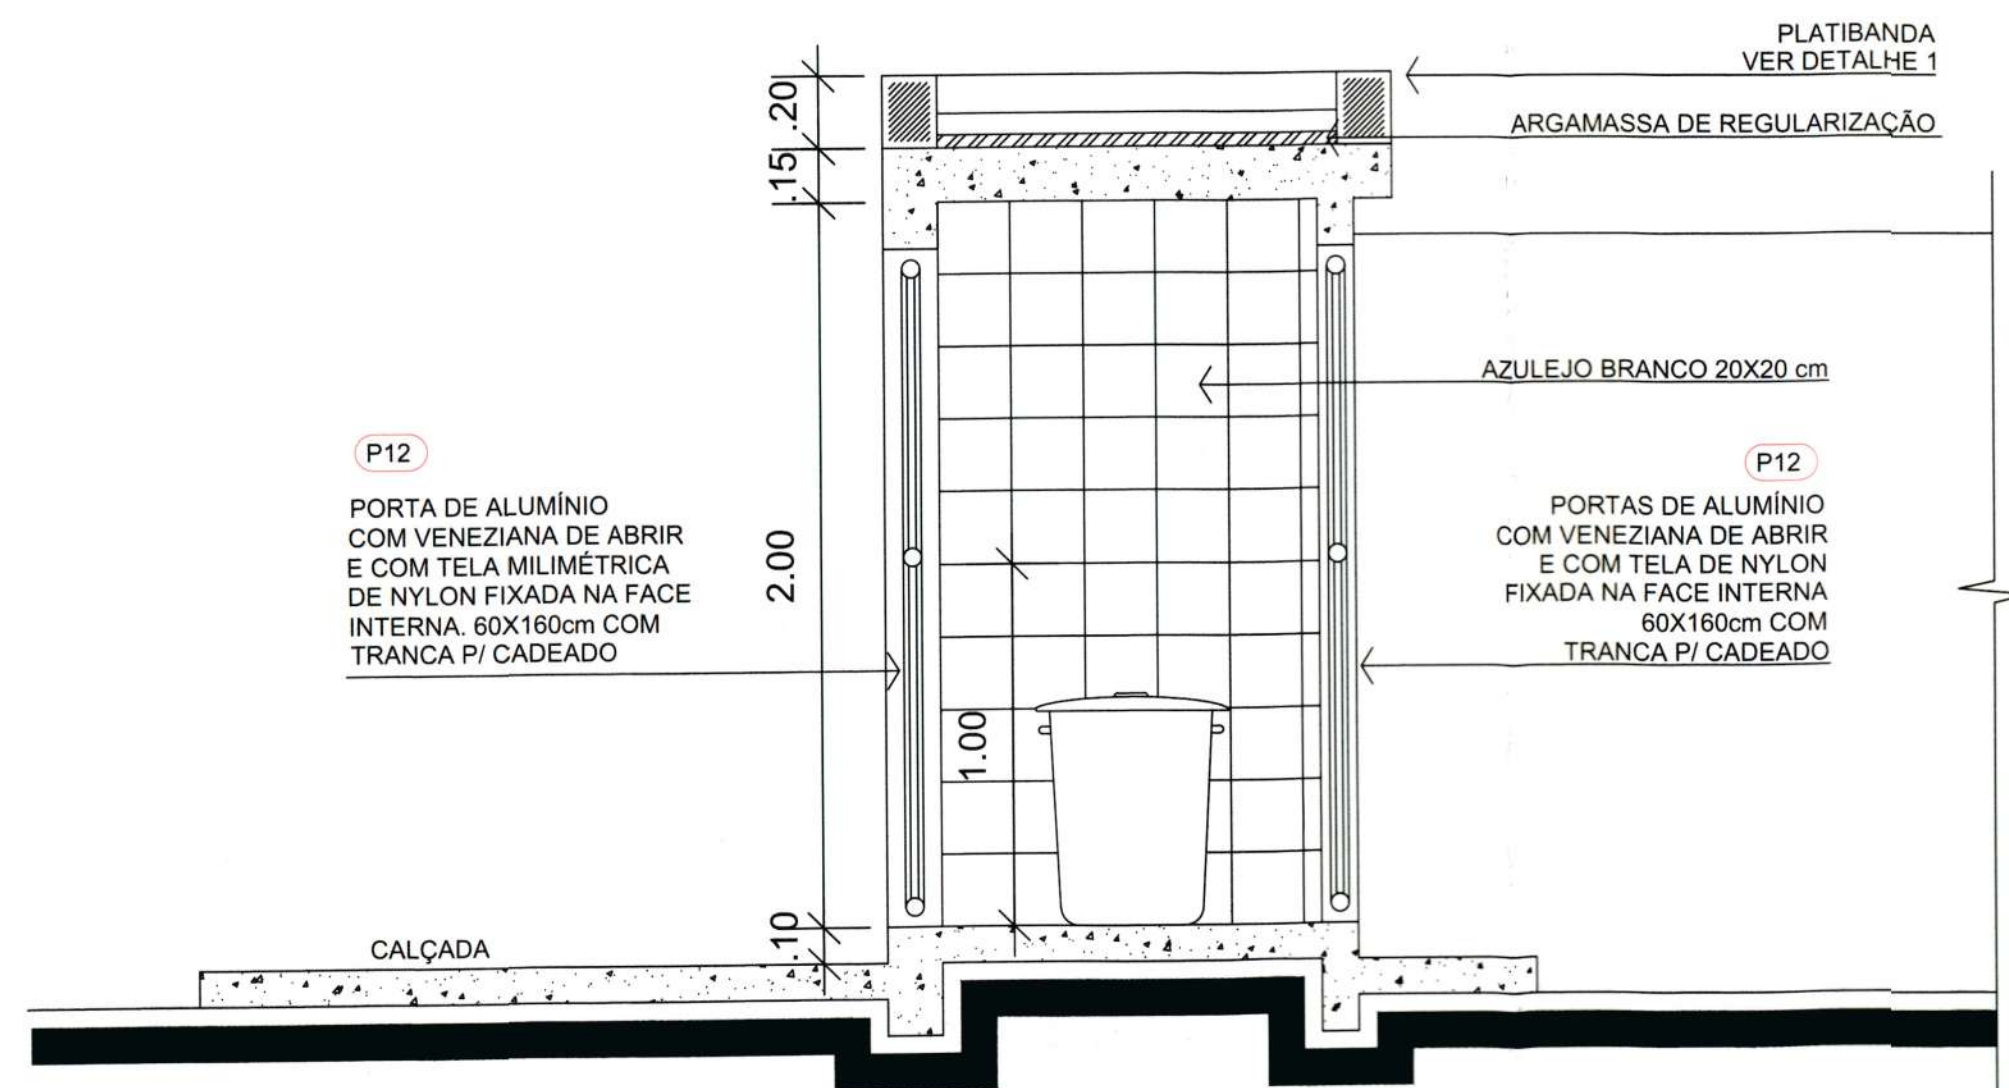 PLATIBANDA
VER DETALHE 1
.20
ARGAMASSA DE REGULARIZAÇÃO
.15
AZULEJO BRANCO 20X20 cm
P12
PORTA DE ALUMÍNIO
COM VENEZIANA DE ABRIR
E COM TELA MILIMÉTRICA
DE NYLON FIXADA NA FACE
INTERNA. 60X160cm COM
TRANCA P/ CADEADO
2.00
P12
PORTAS DE ALUMÍNIO
COM VENEZIANA DE ABRIR
E COM TELA DE NYLON
FIXADA NA FACE INTERNA
60X160cm COM
TRANCA P/ CADEADO
1.00
.10
CALÇADA